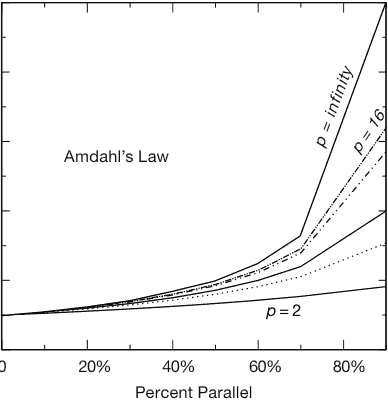 p = infinity
p = 16
Amdahl's Law
p = 2
0 20% 40% 60% 80%
Percent Parallel